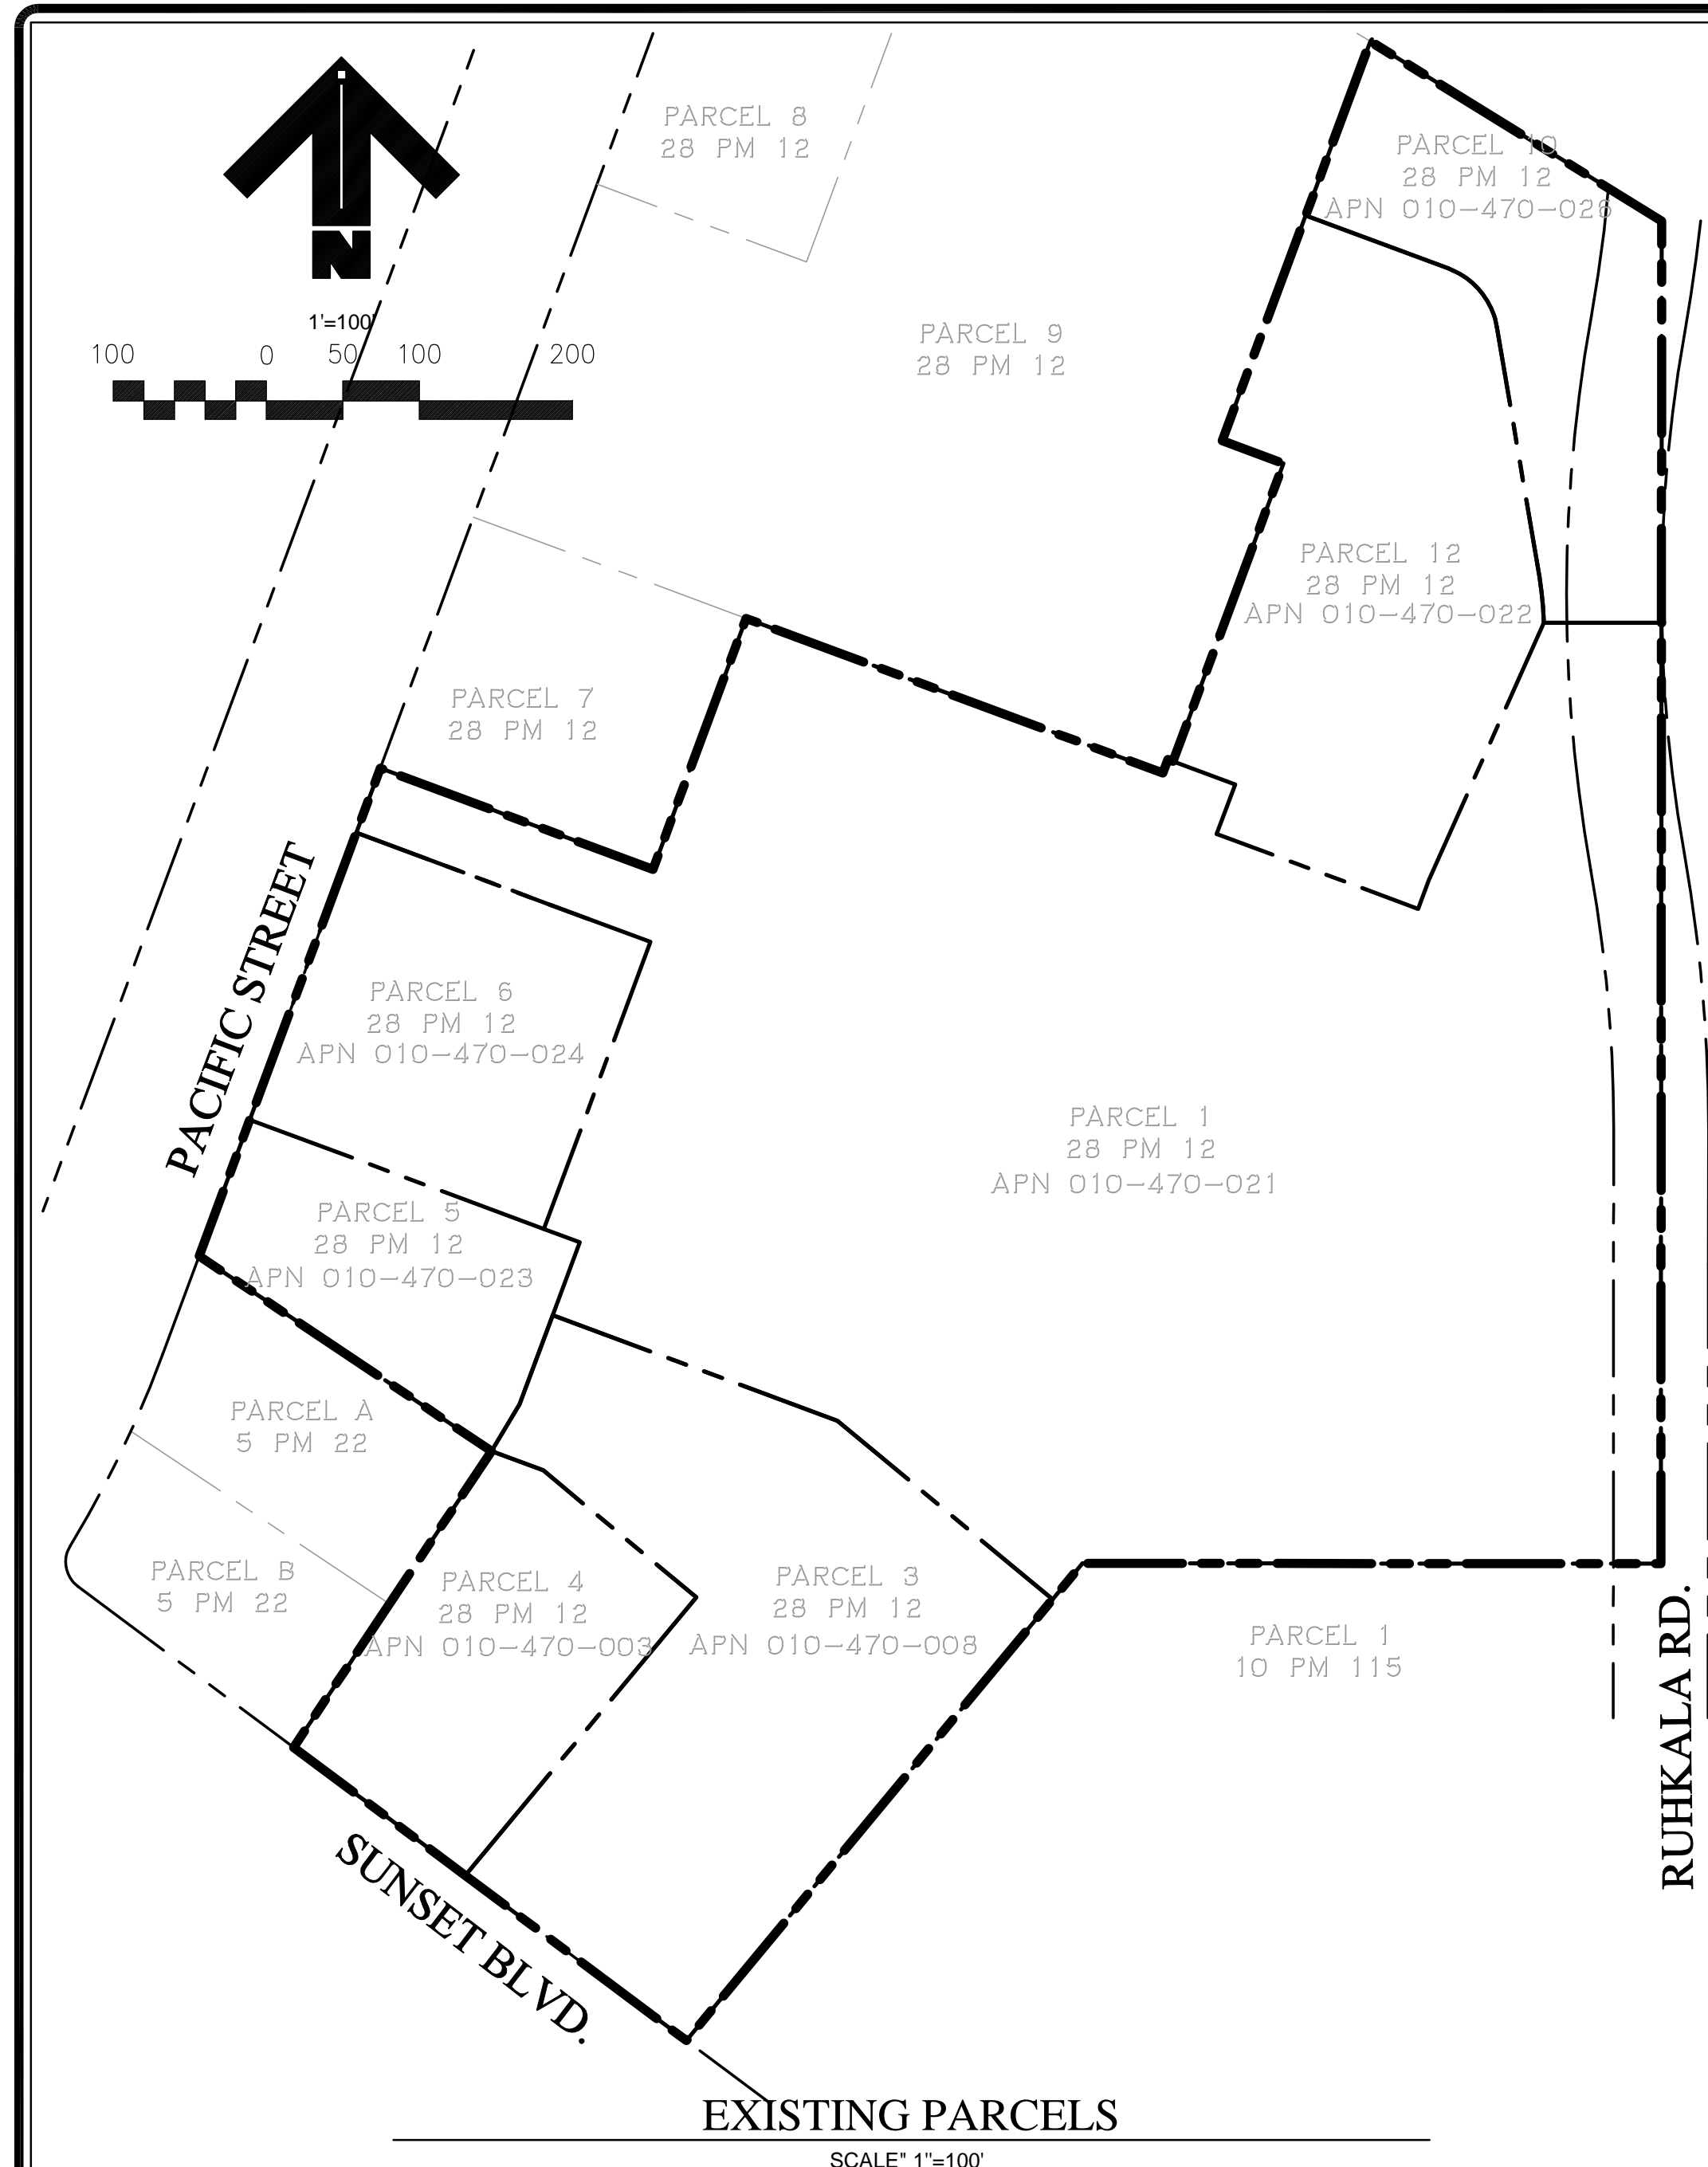 PARCEL 8
28 PM 12
PARCEL 10
28 PM 12
APN 010-470-026
N
1'=100'
100 0 50 100 200
PARCEL 9
28 PM 12
PARCEL 12
28 PM 12
APN 010-470-022
PARCEL 7
28 PM 12
PACIFIC STREET
PARCEL 6
28 PM 12
APN 010-470-024
PARCEL 1
28 PM 12
APN 010-470-021
PARCEL 5
28 PM 12
APN 010-470-023
PARCEL A
5 PM 22
PARCEL B
5 PM 22
PARCEL 4
28 PM 12
APN 010-470-003
PARCEL 3
28 PM 12
APN 010-470-008
PARCEL 1
10 PM 115
RUHKALA RD.
SUNSET BLVD.
EXISTING PARCELS
SCALE" 1"=100'